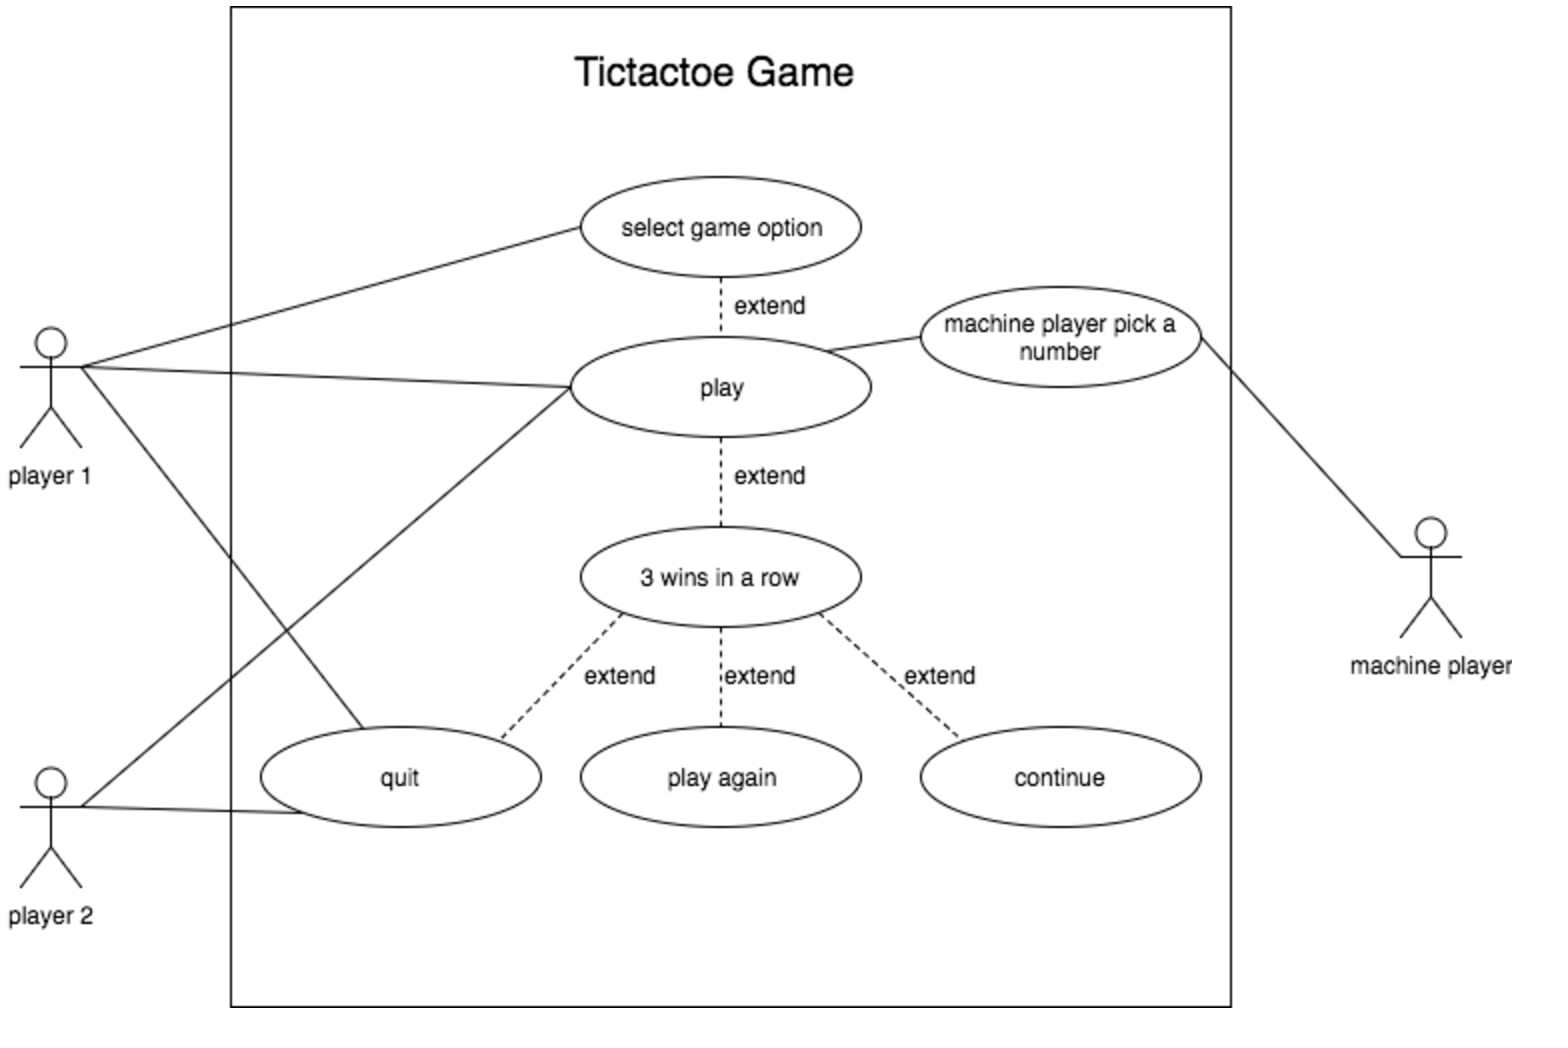 Tictactoe Game
select game option
extend
machine player pick a
number
play
player 1
extend
3 wins in a row
machine player
extend
extend
extend
quit
play again
continue
player 2